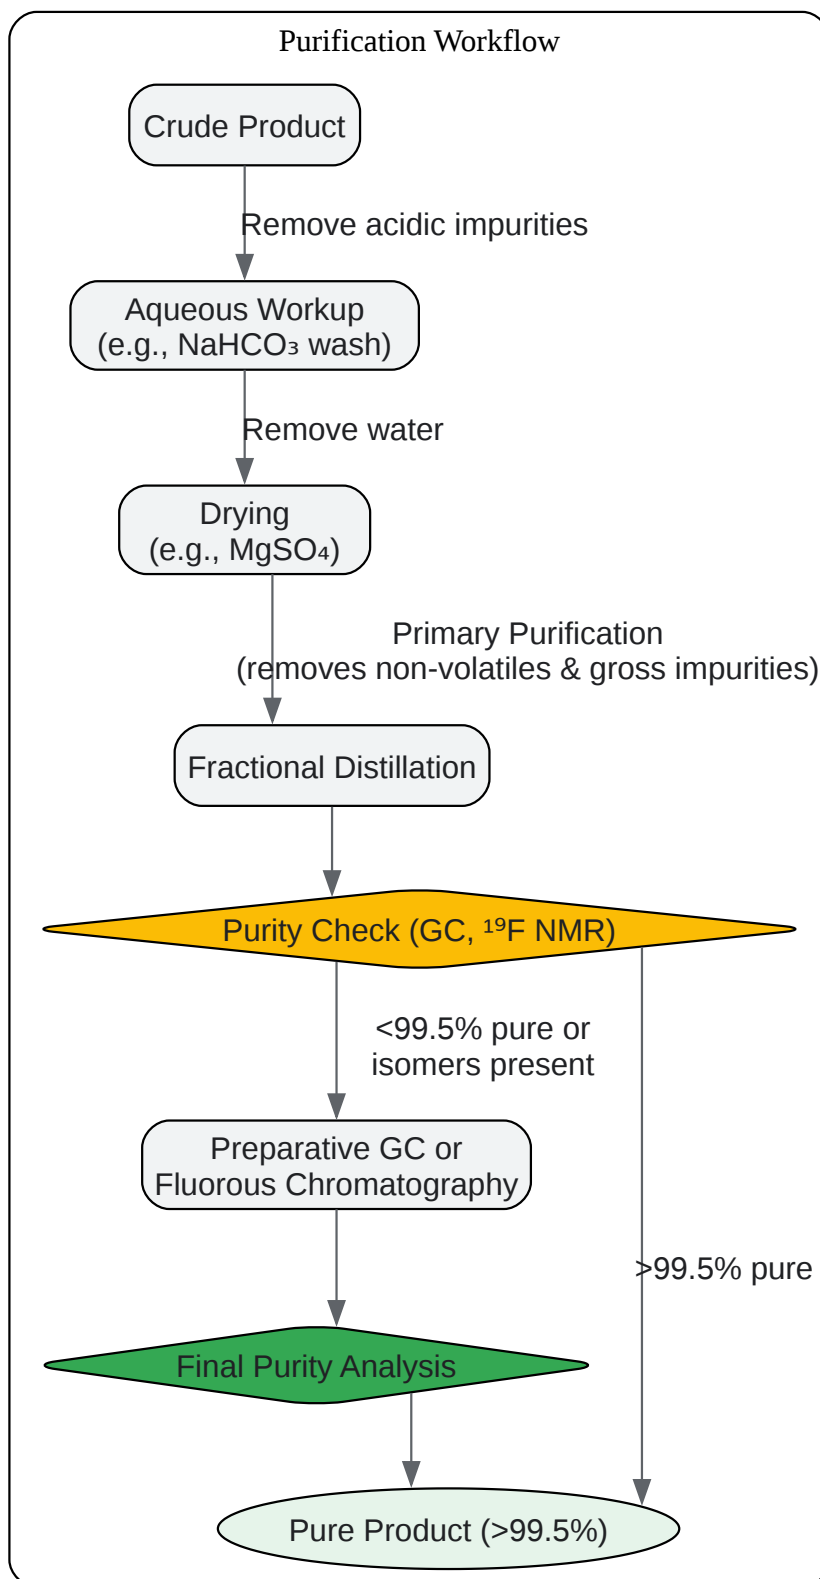 Purification Workflow
Crude Product
Remove acidic impurities
Aqueous Workup
(e.g., NaHCO₃ wash)
Remove water
Drying
(e.g., MgSO₄)
Primary Purification
(removes non-volatiles & gross impurities)
Fractional Distillation
Purity Check (GC, ¹⁹F NMR)
<99.5% pure or
isomers present
Preparative GC or
Fluorous Chromatography
>99.5% pure
Final Purity Analysis
Pure Product (>99.5%)